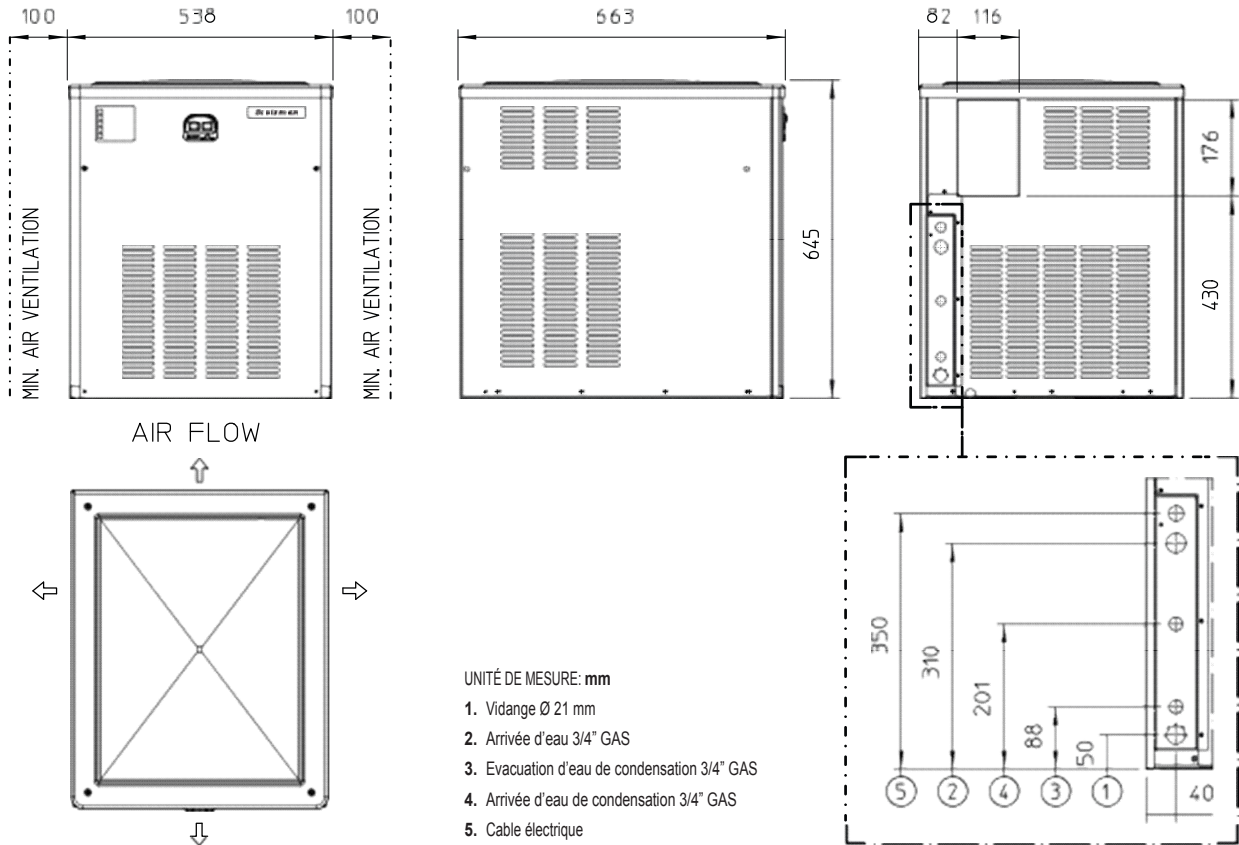 100
538
100
663
82
116
Scotsman
MIN. AIR VENTILATION
MIN. AIR VENTILATION
645
176
430
AIR FLOW
UNITÉ DE MESURE: mm
1. Vidange Ø 21 mm
2. Arrivée d'eau 3/4" GAS
3. Evacuation d'eau de condensation 3/4" GAS
4. Arrivée d'eau de condensation 3/4" GAS
5. Cable électrique
350
310
201
88
50
40
5
2
4
3
1